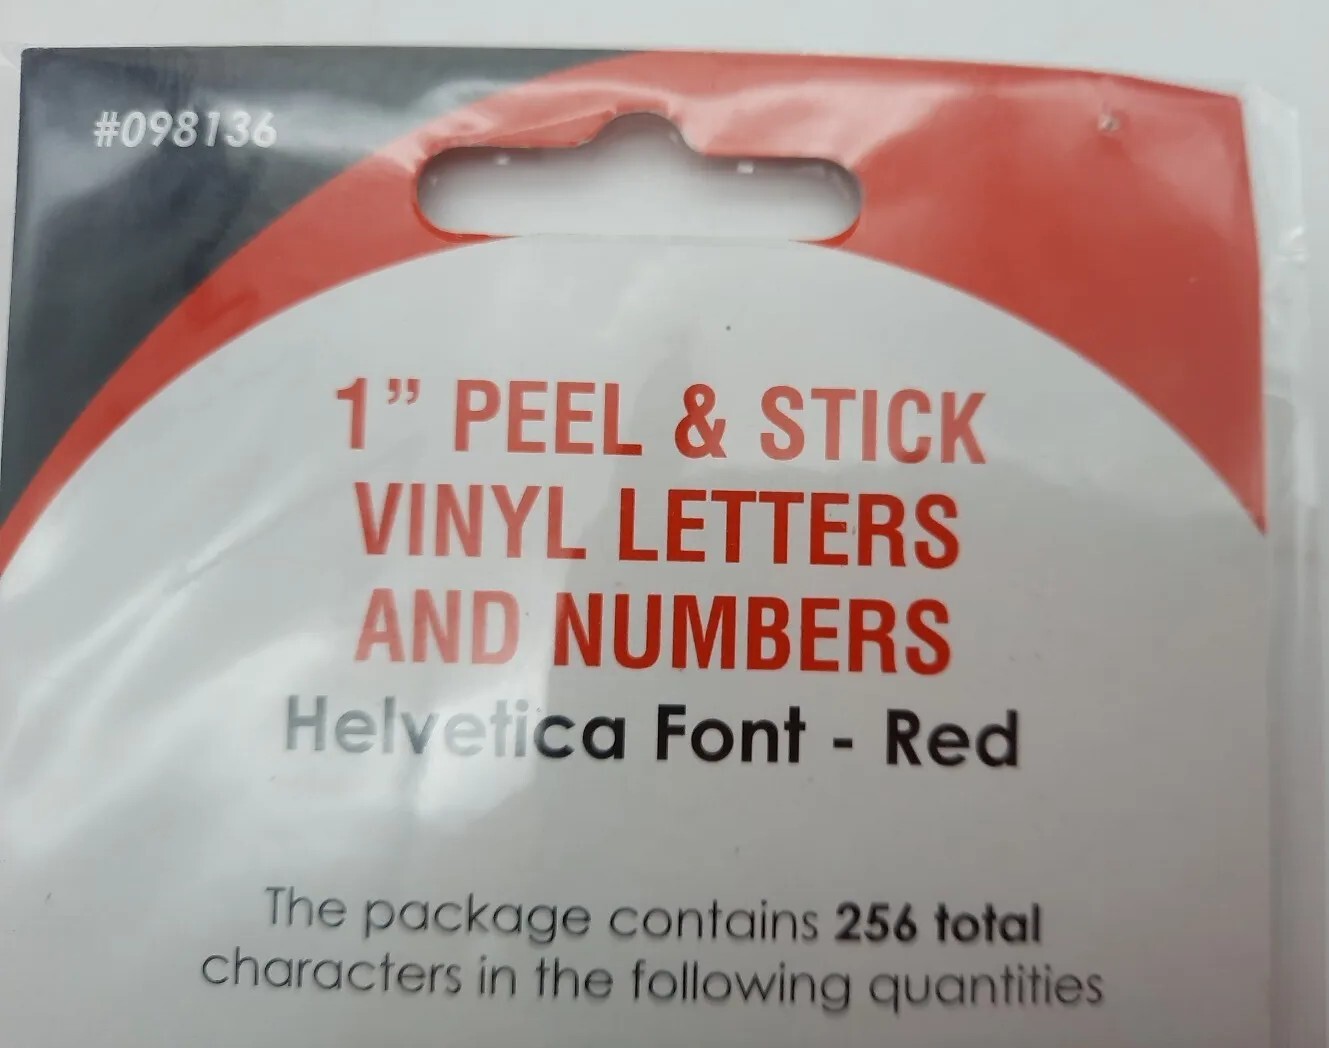 #098136
1” PEEL & STICK
VINYL LETTERS
AND NUMBERS
Helvetica Font - Red
The package contains 256 total
characters in the following quantities